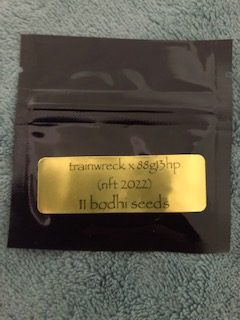 trainwreck x 88g13hp
(nft 2022)
11 bodhi seeds